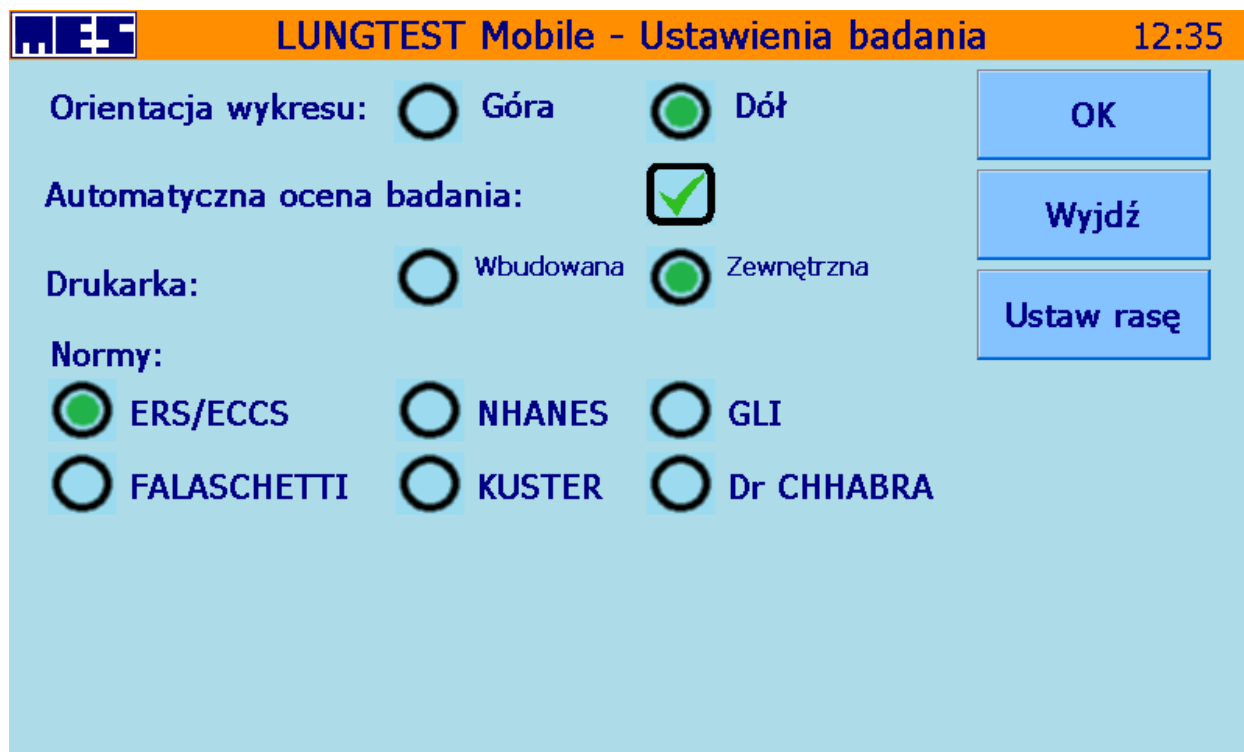 MES LUNGTEST Mobile - Ustawienia badania 12:35
Orientacja wykresu: Góra Dół OK
Automatyczna ocena badania: Wyjdź
Drukarka: Wbudowana Zewnętrzna
Ustaw rasę
Normy:
ERS/ECCS NHANES GLI
FALASCHETTI KUSTER Dr CHHABRA